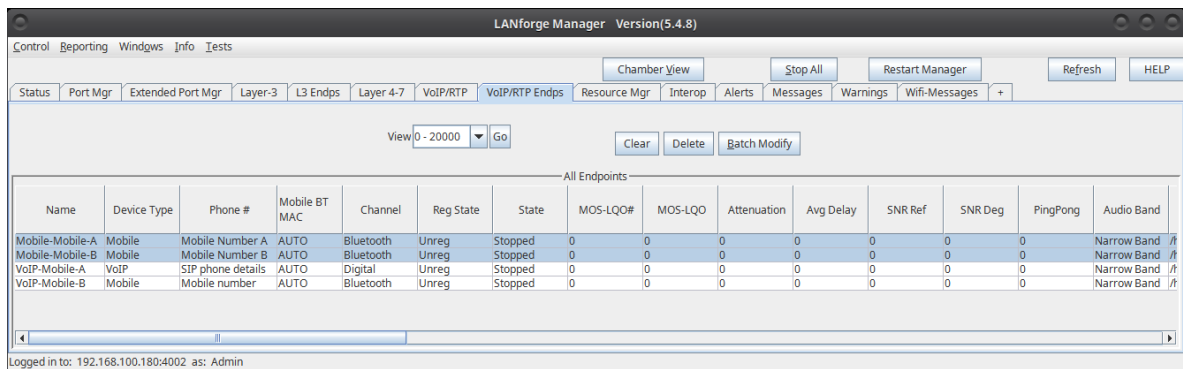 LANforge Manager Version(5.4.8)
Control Reporting Windows Info Tests
Chamber View Stop All Restart Manager Refresh HELP
Status Port Mgr Extended Port Mgr Layer-3 L3 Endps Layer 4-7 VoIP/RTP VoIP/RTP Endps Resource Mgr Interop Alerts Messages Warnings Wifi-Messages +
View 0 - 20000 Go Clear Delete Batch Modify
All Endpoints
Name Device Type Phone # Mobile BT MAC Channel Reg State State MOS-LQO# MOS-LQO Attenuation Avg Delay SNR Ref SNR Deg PingPong Audio Band
Mobile-Mobile-A Mobile Mobile Number A AUTO Bluetooth Unreg Stopped 0 0 0 0 0 0 0 Narrow Band /h
Mobile-Mobile-B Mobile Mobile Number B AUTO Bluetooth Unreg Stopped 0 0 0 0 0 0 0 Narrow Band /h
VoIP-Mobile-A VoIP SIP phone details AUTO Digital Unreg Stopped 0 0 0 0 0 0 0 Narrow Band /h
VoIP-Mobile-B Mobile Mobile number AUTO Bluetooth Unreg Stopped 0 0 0 0 0 0 0 Narrow Band /h
Logged in to: 192.168.100.180:4002 as: Admin